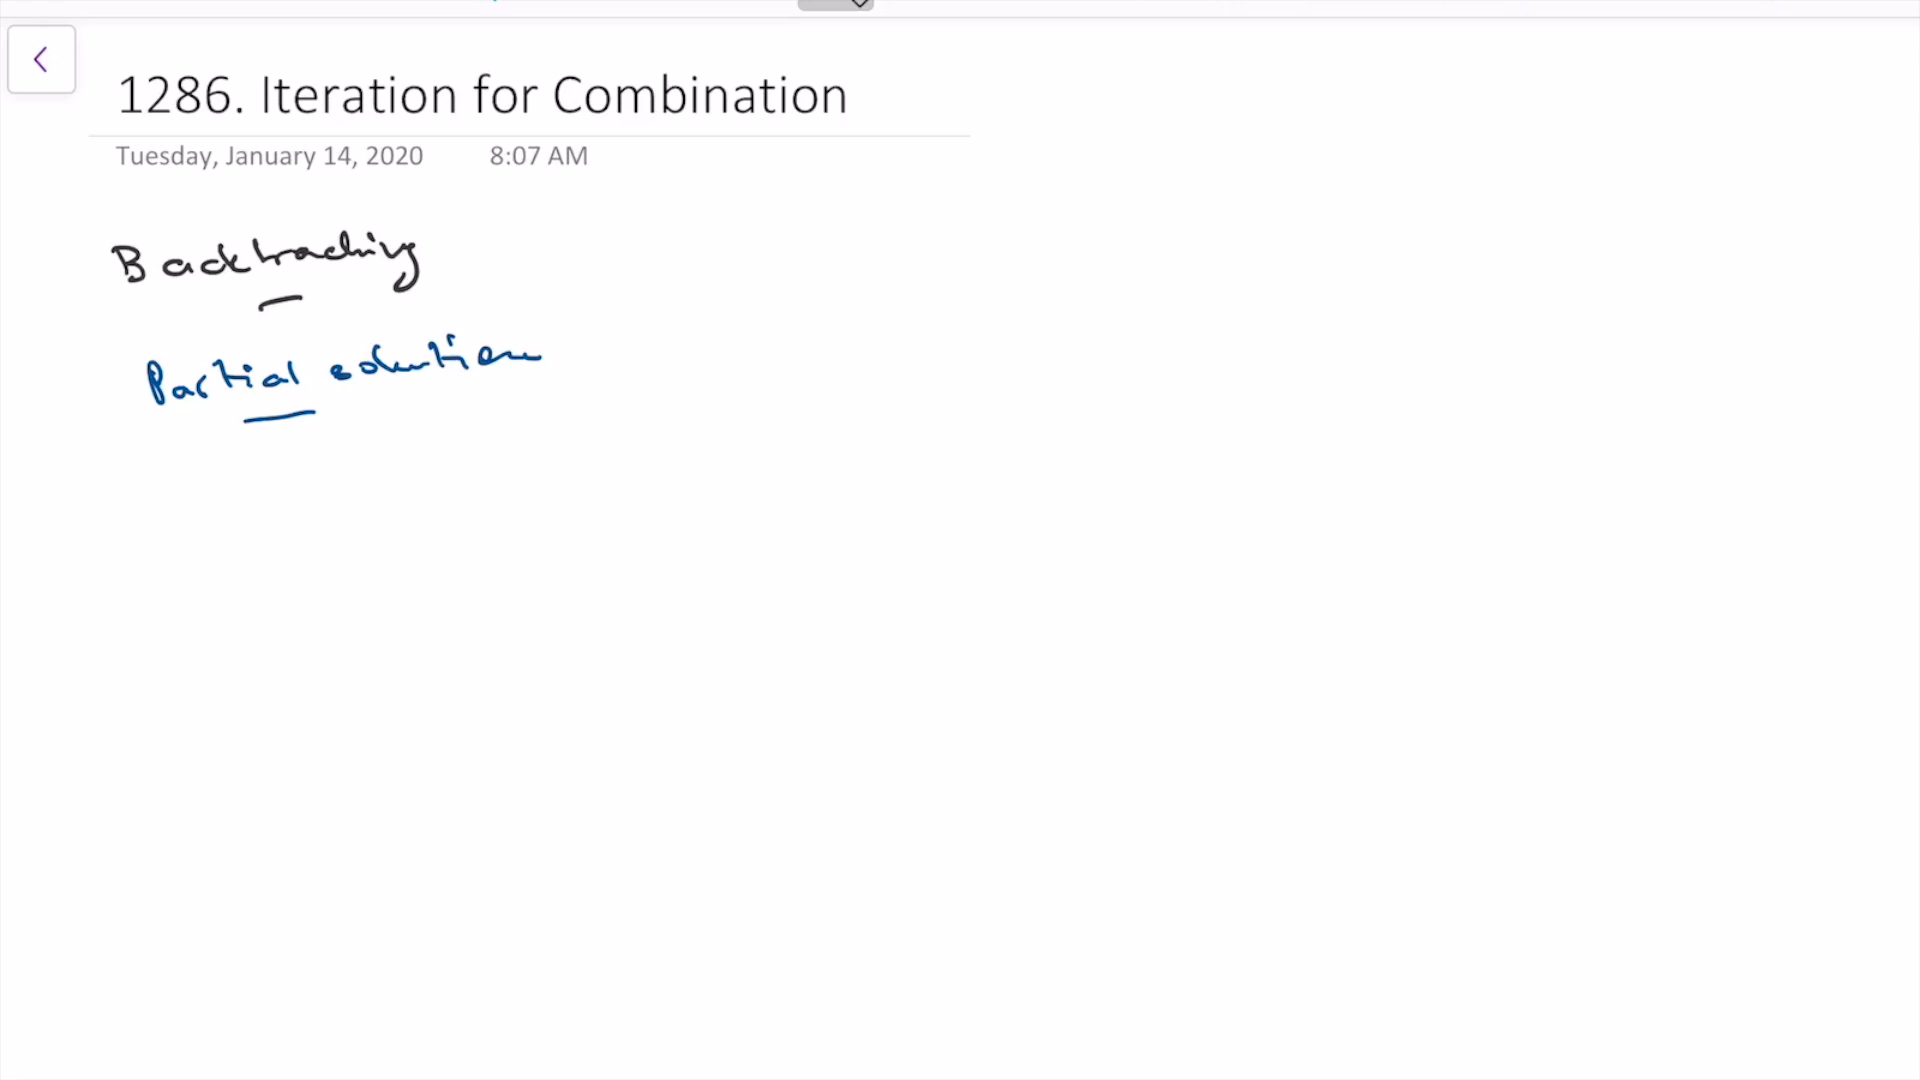 1286. Iteration for Combination
Tuesday, January 14, 2020 8:07 AM
Backtracking
Partial solution